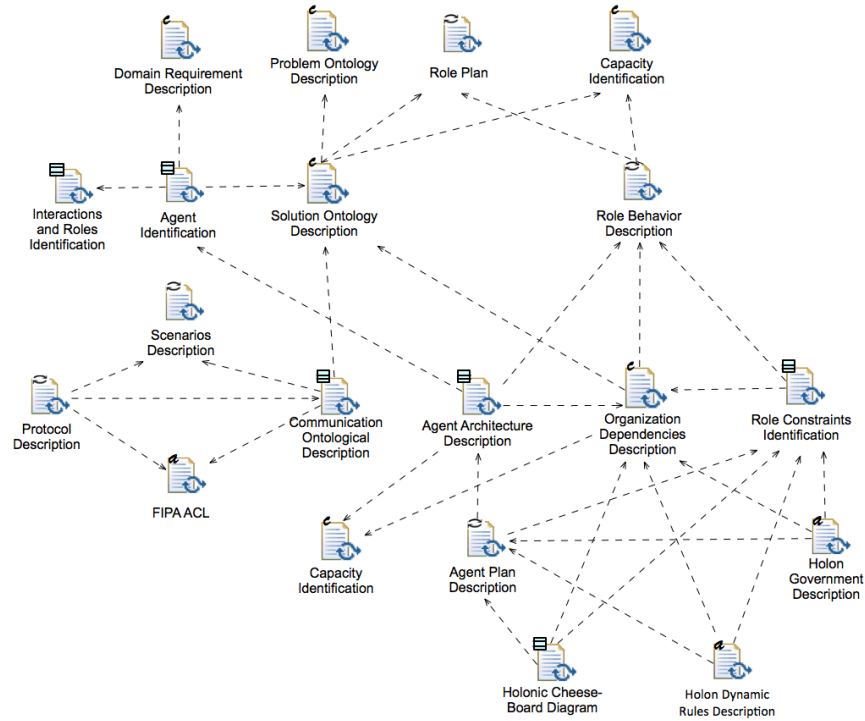 Domain Requirement
Description
Problem Ontology
Description
Role Plan
Capacity
Identification
Interactions
and Roles
Identification
Agent
Identification
Solution Ontology
Description
Role Behavior
Description
Scenarios
Description
Protocol
Description
Communication
Ontological
Description
Agent Architecture
Description
Organization
Dependencies
Description
Role Constraints
Identification
FIPA ACL
Capacity
Identification
Agent Plan
Description
Holon
Government
Description
Holonic Cheese-
Board Diagram
Holon Dynamic
Rules Description